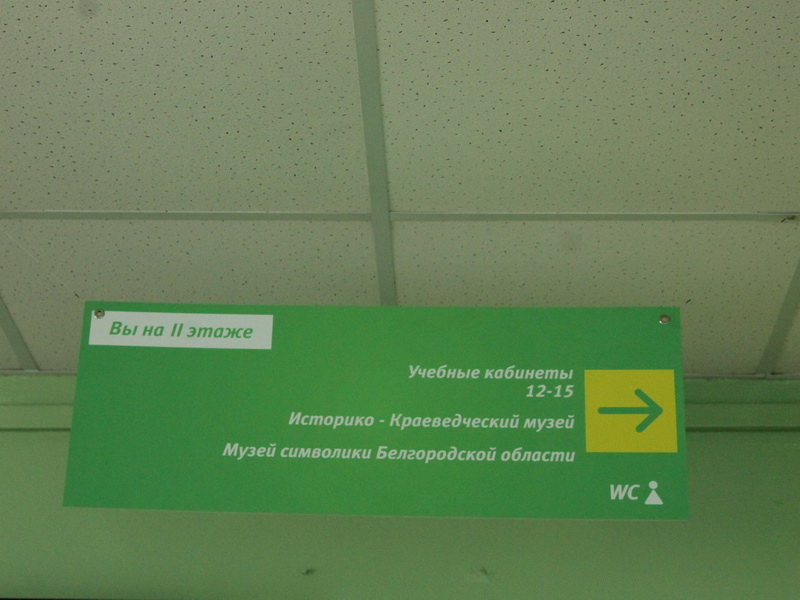 Вы на II этаже
Учебные кабинеты
12-15
Историко - Краеведческий музей
Музей символики Белгородской области
WC